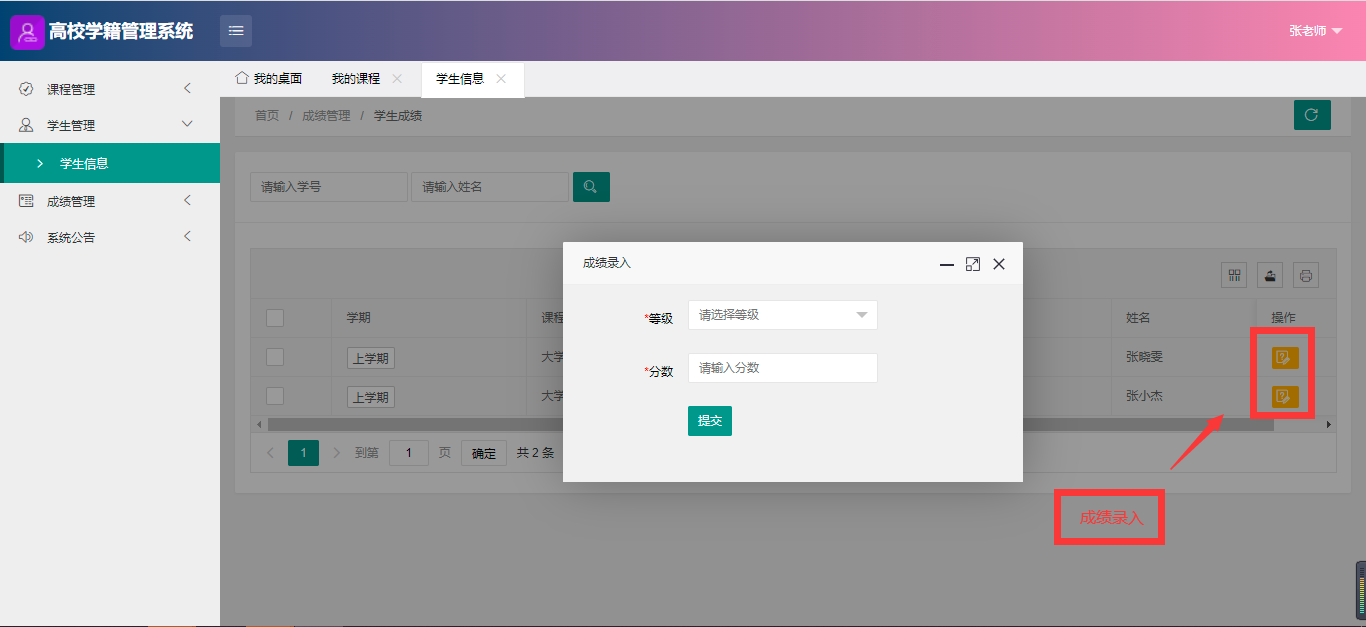 高校学籍管理系统
张老师
课程管理
学生管理
学生信息
成绩管理
系统公告
我的桌面
我的课程
学生信息
首页 / 成绩管理 / 学生成绩
请输入学号
请输入姓名
学期
课程
姓名
操作
上学期
大学
张晓雯
上学期
大学
张小杰
1
到第
1
页
确定
共 2 条
成绩录入
*等级
请选择等级
*分数
请输入分数
提交
成绩录入